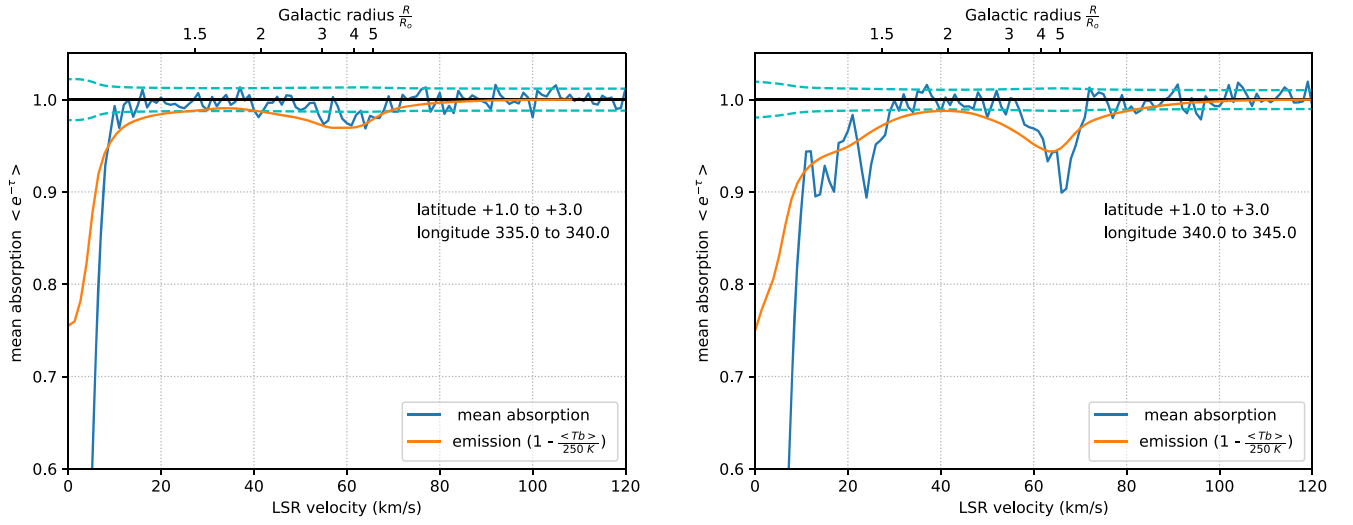 Galactic radius R/R_o
1.5 2 3 4 5
1.0
0.9
0.8
0.7
0.6
mean absorption < e^{-τ} >
latitude +1.0 to +3.0
longitude 335.0 to 340.0
mean absorption
emission (1 - <Tb>/250 K)
0 20 40 60 80 100 120
LSR velocity (km/s)
Galactic radius R/R_o
1.5 2 3 4 5
1.0
0.9
0.8
0.7
0.6
mean absorption < e^{-τ} >
latitude +1.0 to +3.0
longitude 340.0 to 345.0
mean absorption
emission (1 - <Tb>/250 K)
0 20 40 60 80 100 120
LSR velocity (km/s)